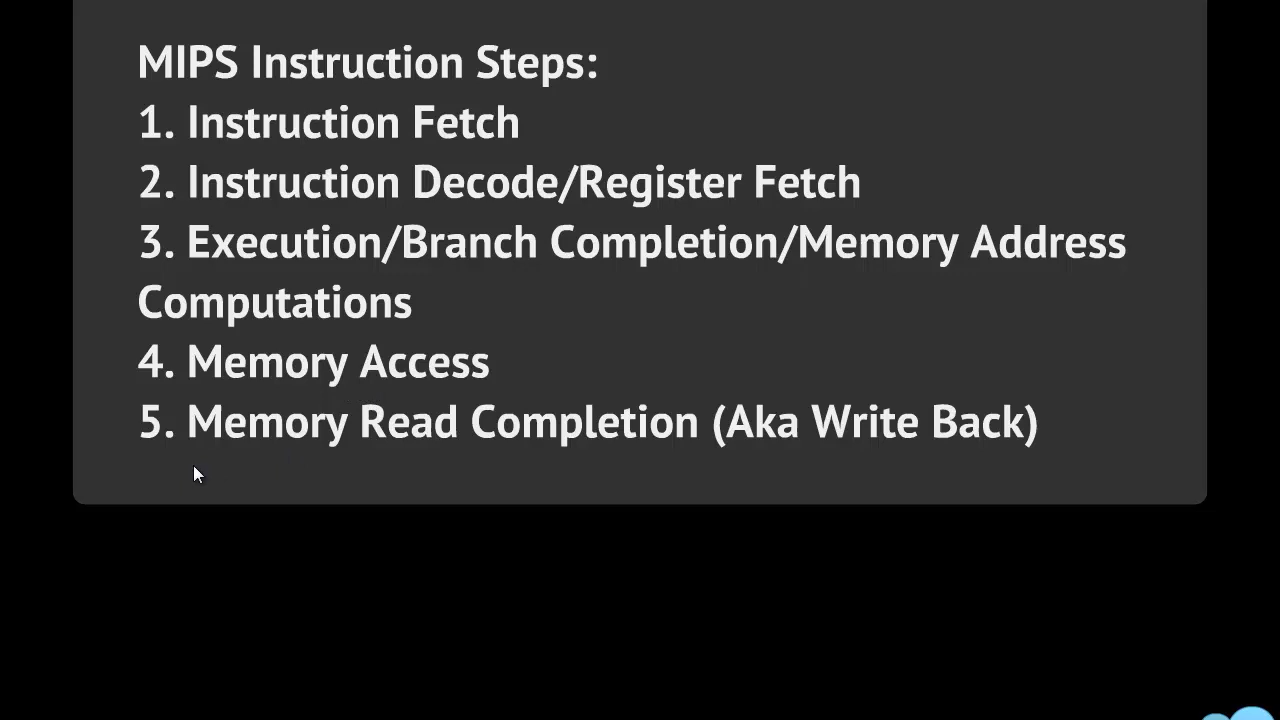 MIPS Instruction Steps:
1. Instruction Fetch
2. Instruction Decode/Register Fetch
3. Execution/Branch Completion/Memory Address
Computations
4. Memory Access
5. Memory Read Completion (Aka Write Back)